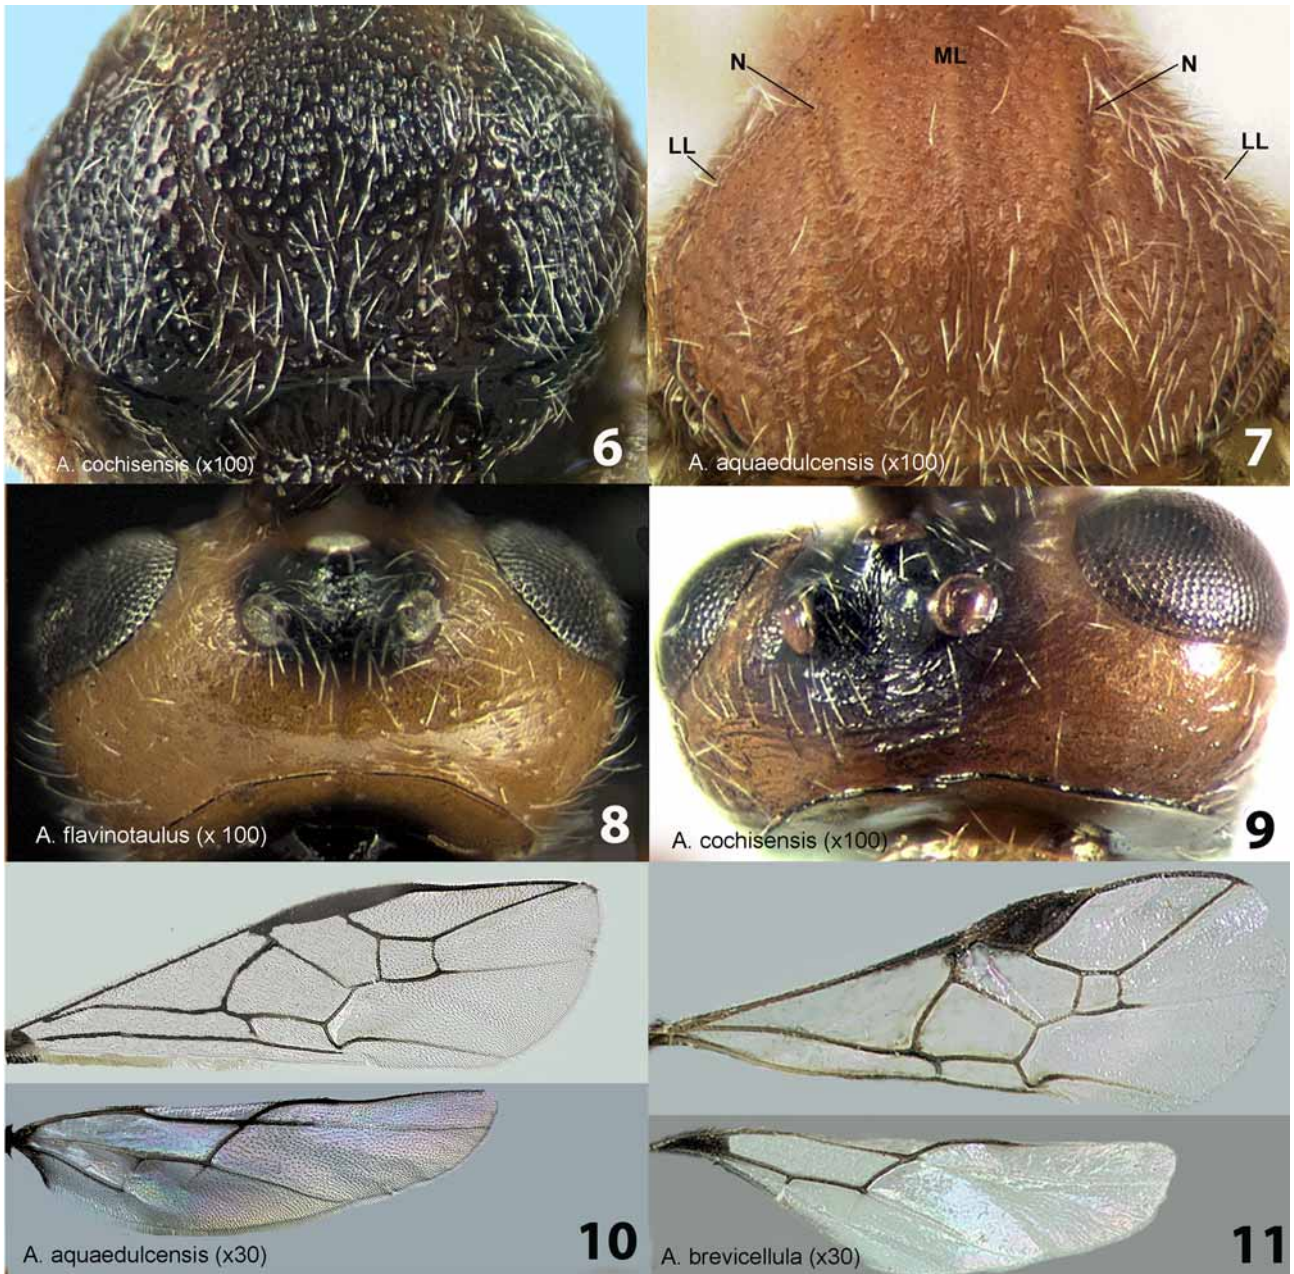 ML
N
N
LL
LL
6
A. cochisensis (x100)
7
A. aquaedulcensis (x100)
8
A. flavinotaulus (x 100)
9
A. cochisensis (x100)
10
A. aquaedulcensis (x30)
11
A. brevicellula (x30)